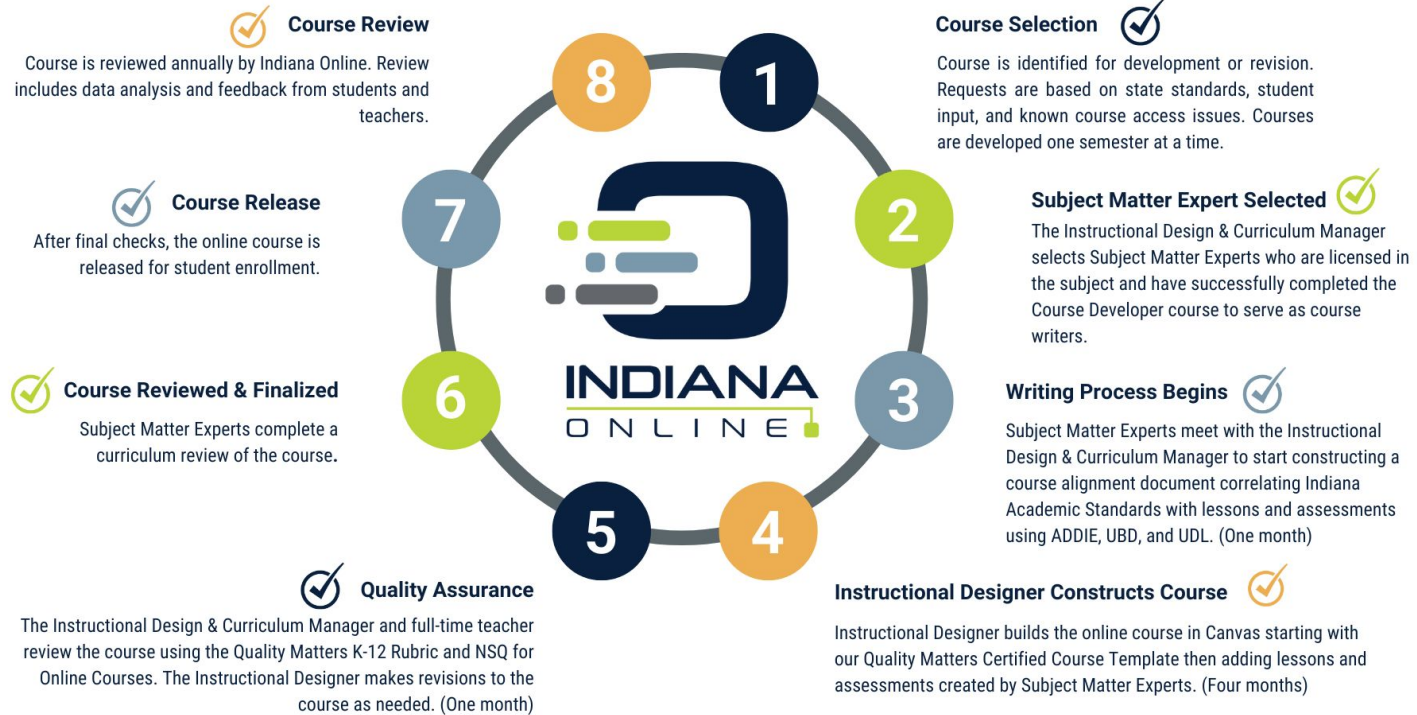 Course Selection
Course is identified for development or revision.
Requests are based on state standards, student
input, and known course access issues. Courses
are developed one semester at a time.
Subject Matter Expert Selected
The Instructional Design & Curriculum Manager
selects Subject Matter Experts who are licensed in
the subject and have successfully completed the
Course Developer course to serve as course
writers.
Writing Process Begins
Subject Matter Experts meet with the Instructional
Design & Curriculum Manager to start constructing a
course alignment document correlating Indiana
Academic Standards with lessons and assessments
using ADDIE, UBD, and UDL. (One month)
Instructional Designer Constructs Course
Instructional Designer builds the online course in Canvas starting with
our Quality Matters Certified Course Template then adding lessons and
assessments created by Subject Matter Experts. (Four months)
Quality Assurance
The Instructional Design & Curriculum Manager and full-time teacher
review the course using the Quality Matters K-12 Rubric and NSQ for
Online Courses. The Instructional Designer makes revisions to the
course as needed. (One month)
Course Reviewed & Finalized
Subject Matter Experts complete a
curriculum review of the course.
Course Release
After final checks, the online course is
released for student enrollment.
Course Review
Course is reviewed annually by Indiana Online. Review
includes data analysis and feedback from students and
teachers.
1
2
3
4
5
6
7
8
INDIANA
ONLINE